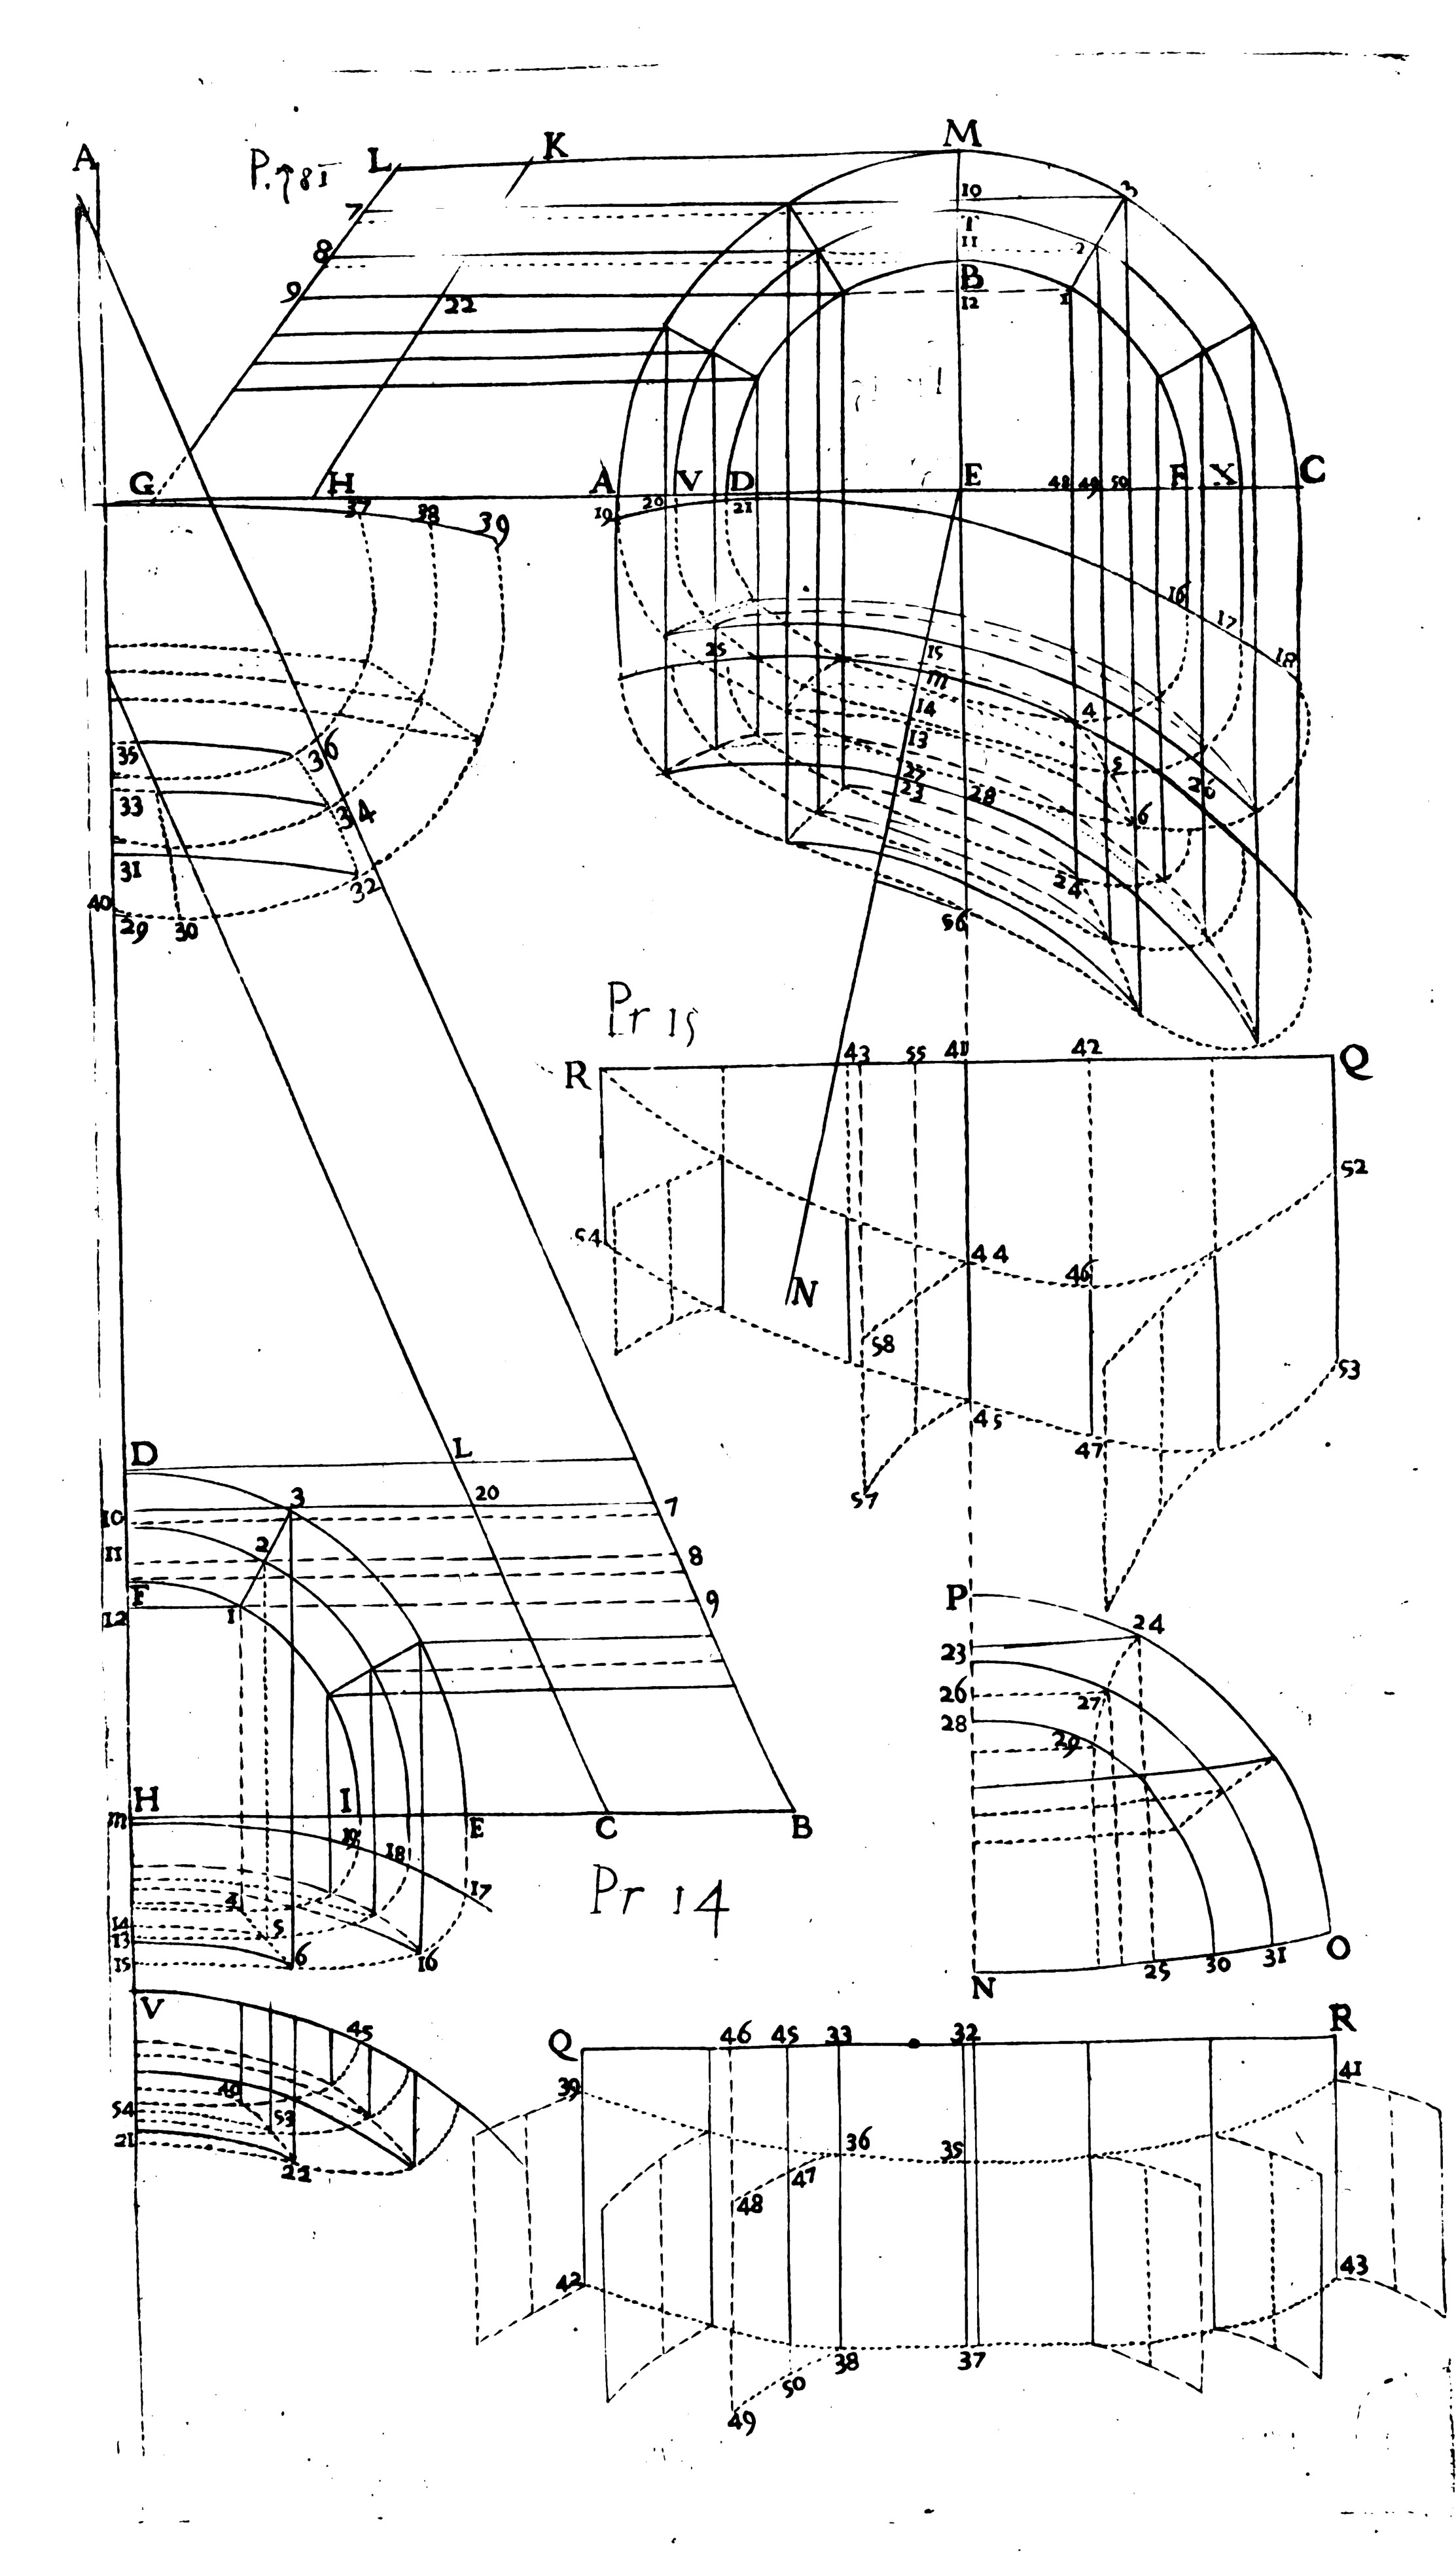 A
P.781
L K M
7 10 3
8 T 11 2
9 22 B 12 1
G H A V D E 48 49 50 F X C
37 38 39 19 20 21
16 17 18
25 15 m 14 4
35 36 13 5
33 34 27 23 28 26 6
31 32 24
40 29 30 56
Pr 15
R 43 55 41 42 Q
52
54 44 46
N 58 53
45 47
57
D L
3 20 7
10
11 2 8
F 9
12 1
P 24
23
26 27
28 29
H I
m E C B
19 18
17
Pr 14
4
14 5
13
15 6 16
25 30 31 O
N
V 45
40
54 53
21 22
Q 46 45 33 32 R
39 41
36 35
47
48
42 43
38 37
50
49